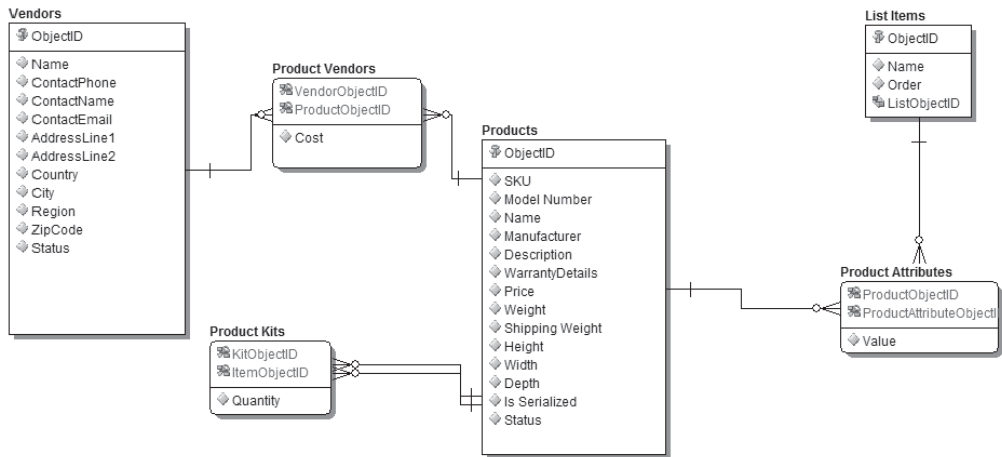 Vendors
ObjectID
Name
ContactPhone
ContactName
ContactEmail
AddressLine1
AddressLine2
Country
City
Region
ZipCode
Status
Product Vendors
VendorObjectID
ProductObjectID
Cost
Product Kits
KitObjectID
ItemObjectID
Quantity
Products
ObjectID
SKU
Model Number
Name
Manufacturer
Description
WarrantyDetails
Price
Weight
Shipping Weight
Height
Width
Depth
Is Serialized
Status
List Items
ObjectID
Name
Order
ListObjectID
Product Attributes
ProductObjectID
ProductAttributeObjectI
Value